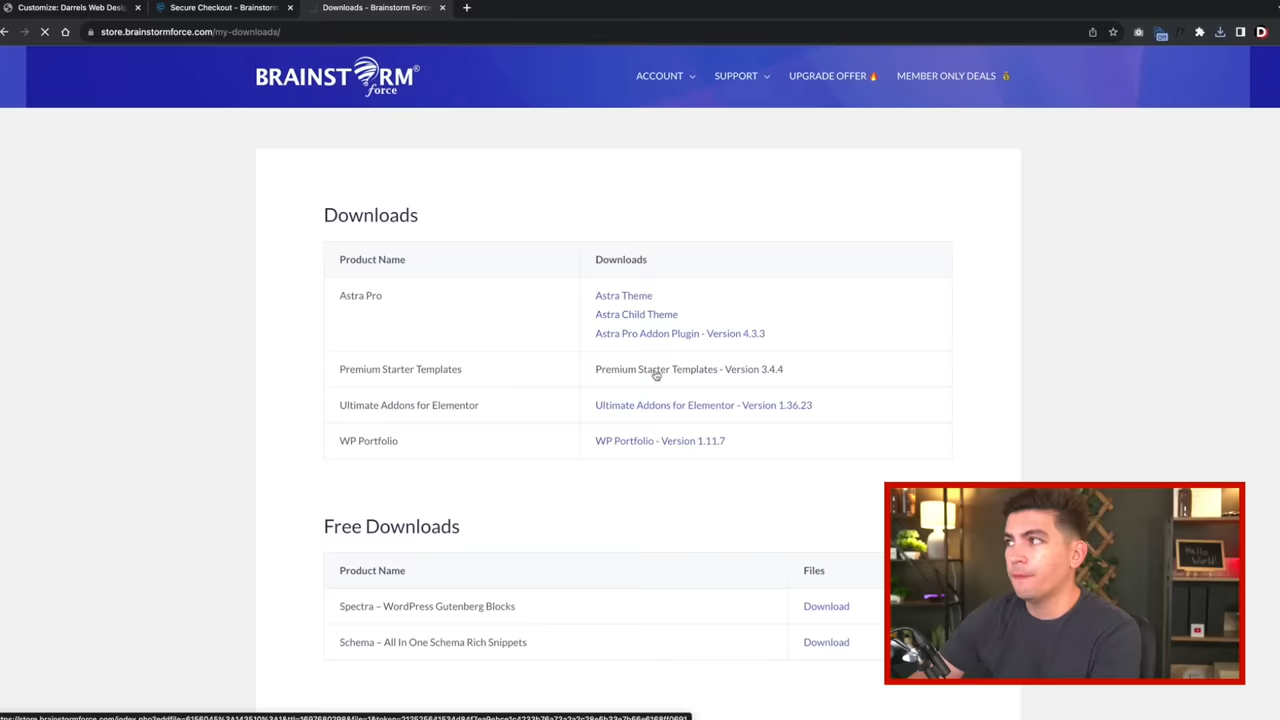 Customize: Darrels Web Desig
Secure Checkout – Brainstorm
Downloads – Brainstorm Force
store.brainstormforce.com/my-downloads/
BRAINSTORM®
force
ACCOUNT
SUPPORT
UPGRADE OFFER 🔥
MEMBER ONLY DEALS 💰
Downloads
Product Name
Downloads
Astra Pro
Astra Theme
Astra Child Theme
Astra Pro Addon Plugin - Version 4.3.3
Premium Starter Templates
Premium Starter Templates - Version 3.4.4
Ultimate Addons for Elementor
Ultimate Addons for Elementor - Version 1.36.23
WP Portfolio
WP Portfolio - Version 1.11.7
Free Downloads
Product Name
Files
Spectra – WordPress Gutenberg Blocks
Download
Schema – All In One Schema Rich Snippets
Download
Hello
World!